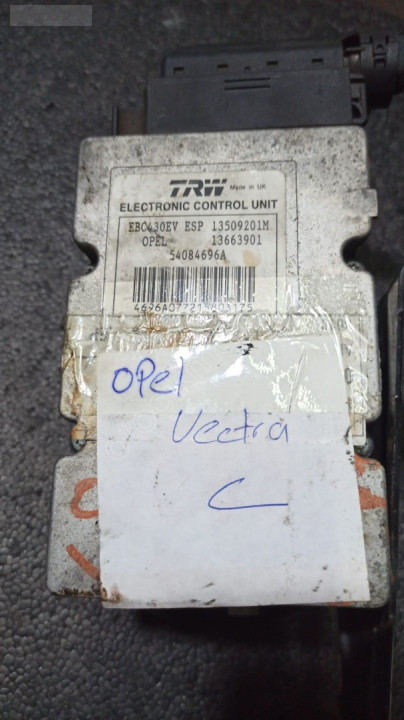 TRW Made in UK
ELECTRONIC CONTROL UNIT
EBC430EV ESP 13509201M
OPEL 13663901
54084696A
Opel
Vectra
C